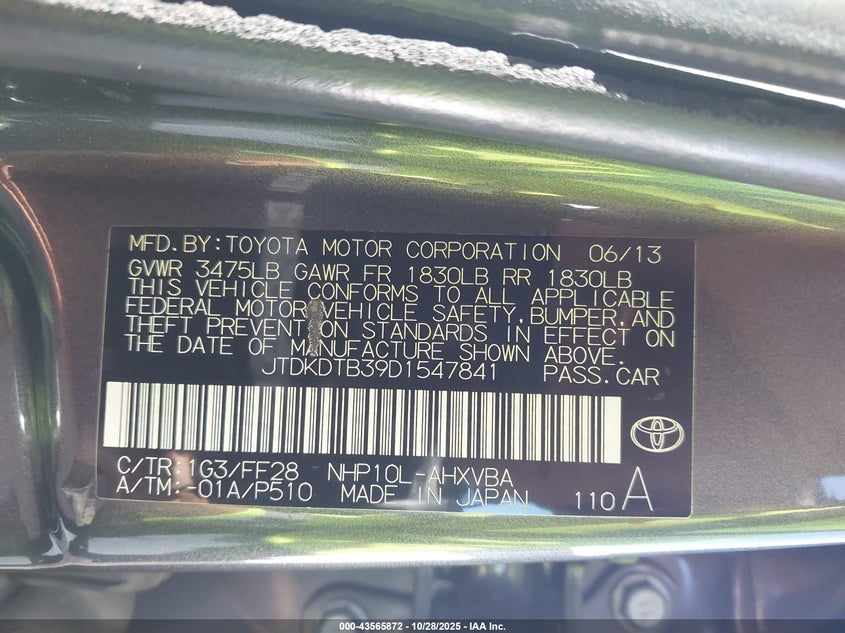 MFD. BY: TOYOTA MOTOR CORPORATION 06/13
GVWR 3475LB GAWR FR 1830LB RR 1830LB
THIS VEHICLE CONFORMS TO ALL APPLICABLE
FEDERAL MOTOR VEHICLE SAFETY, BUMPER, AND
THEFT PREVENTION STANDARDS IN EFFECT ON
THE DATE OF MANUFACTURE SHOWN ABOVE.
JTDKDTB39D1547841 PASS. CAR
C/TR: 1G3/FF28 NHP10L-AHXVBA
A/TM: -01A/P510 MADE IN JAPAN 110 A
000-43565872 / 10/28/2025 - IAA Inc.